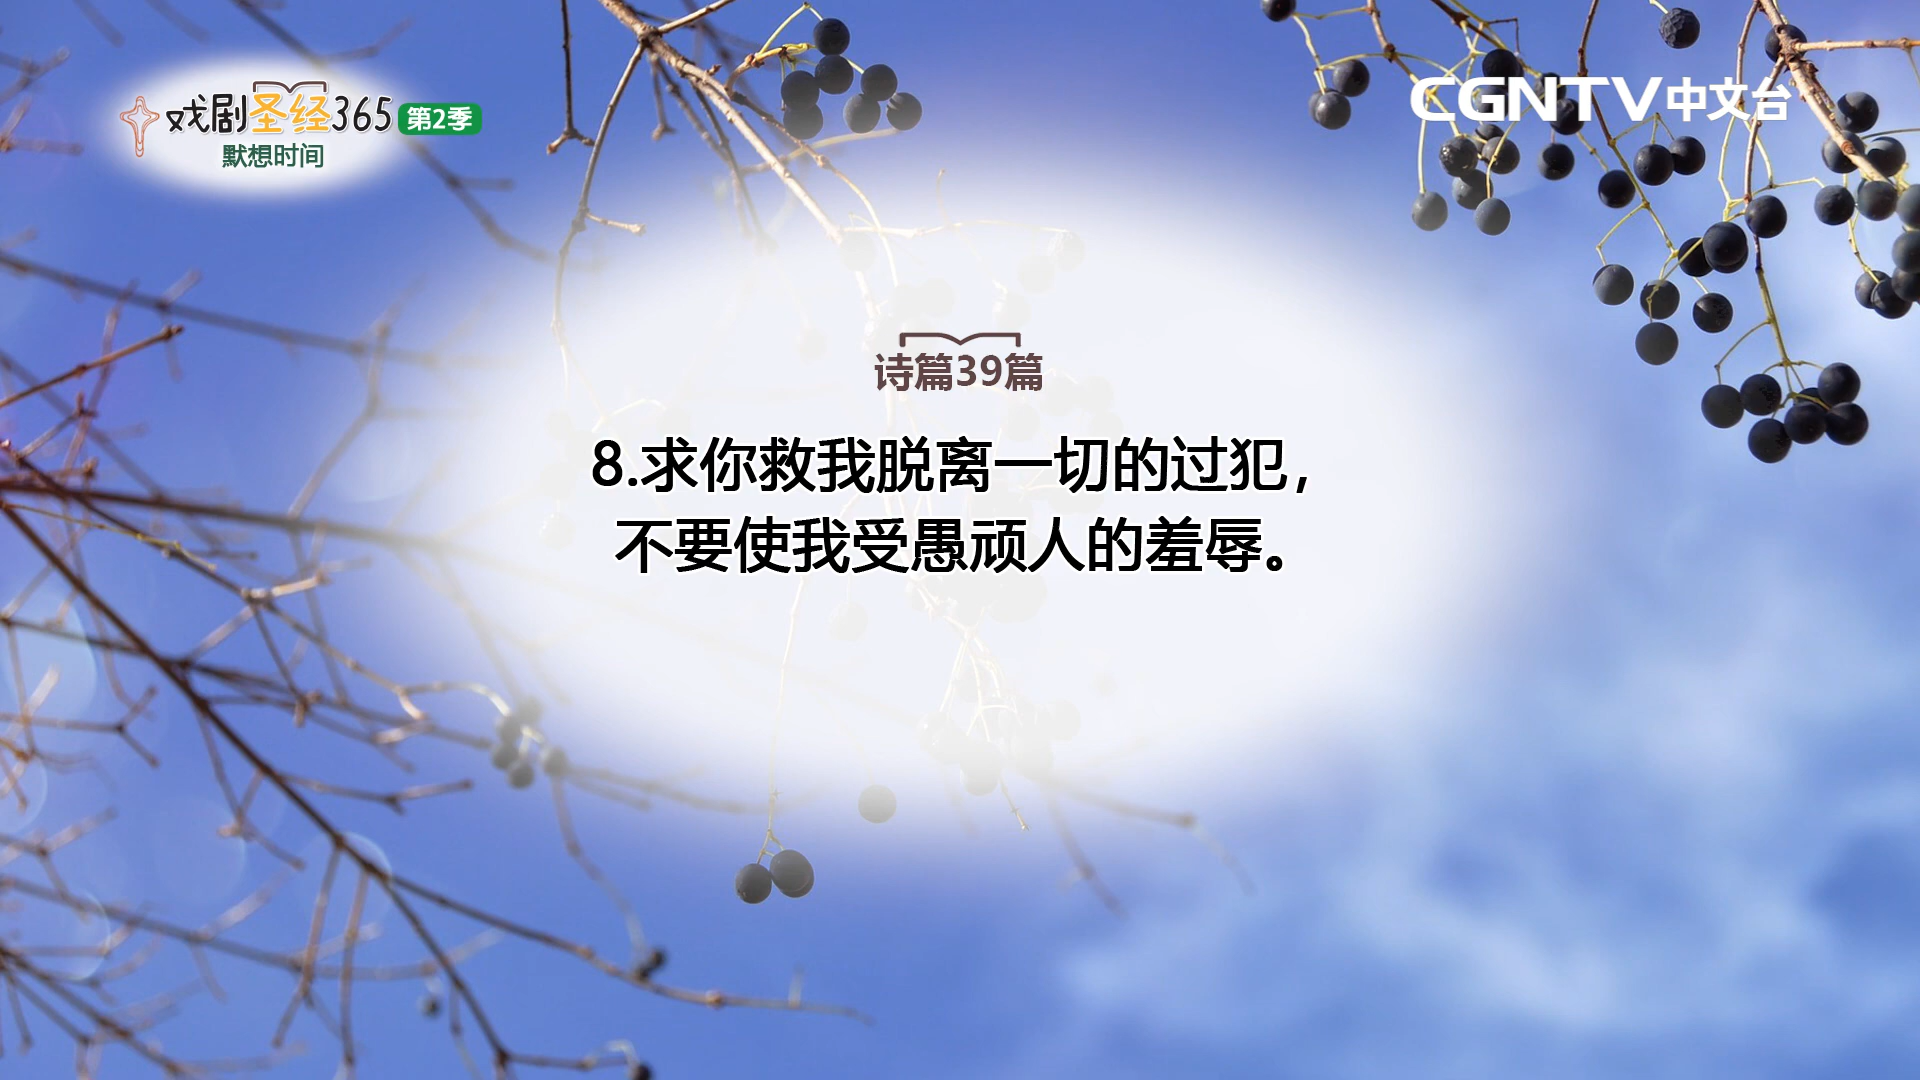 戏剧圣经365 第2季
默想时间
CGNTV中文台
诗篇39篇
8.求你救我脱离一切的过犯，
不要使我受愚顽人的羞辱。